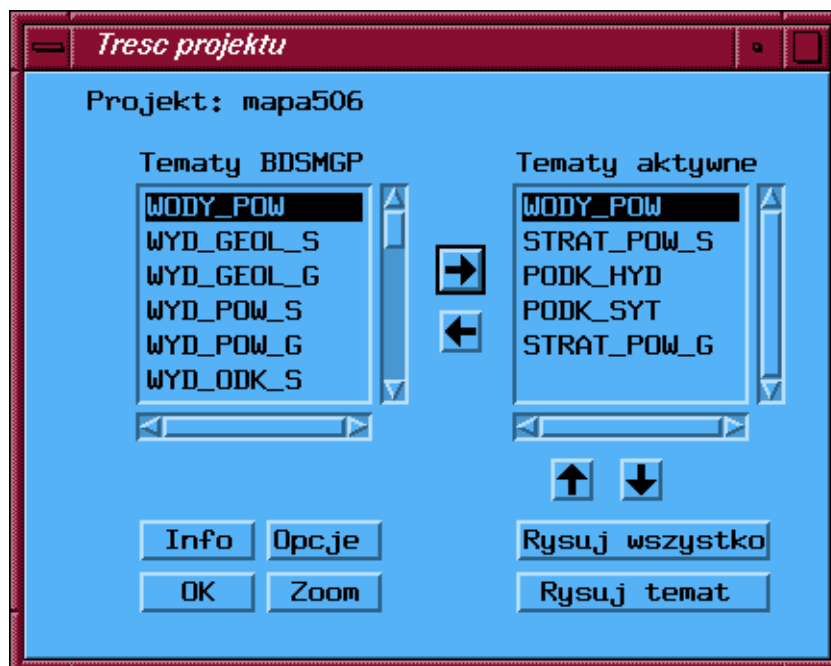 Tresc projektu
Projekt: mapa506
Tematy BDSMGP
WODY_POW
WYD_GEOL_S
WYD_GEOL_G
WYD_POW_S
WYD_POW_G
WYD_ODK_S
Tematy aktywne
WODY_POW
STRAT_POW_S
PODK_HYD
PODK_SYT
STRAT_POW_G
Info
Opcje
Rysuj wszystko
OK
Zoom
Rysuj temat